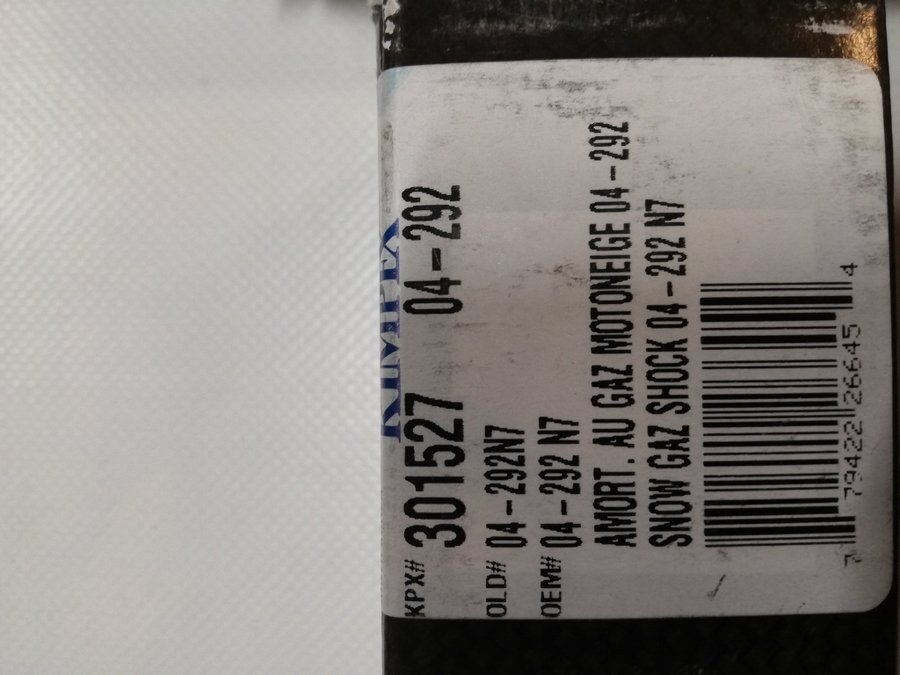 KIMPEX
KPX# 301527 04-292
OLD# 04-292N7
OEM# 04-292 N7
AMORT. AU GAZ MOTONEIGE 04-292
SNOW GAZ SHOCK 04-292 N7
7 79422 26645 4